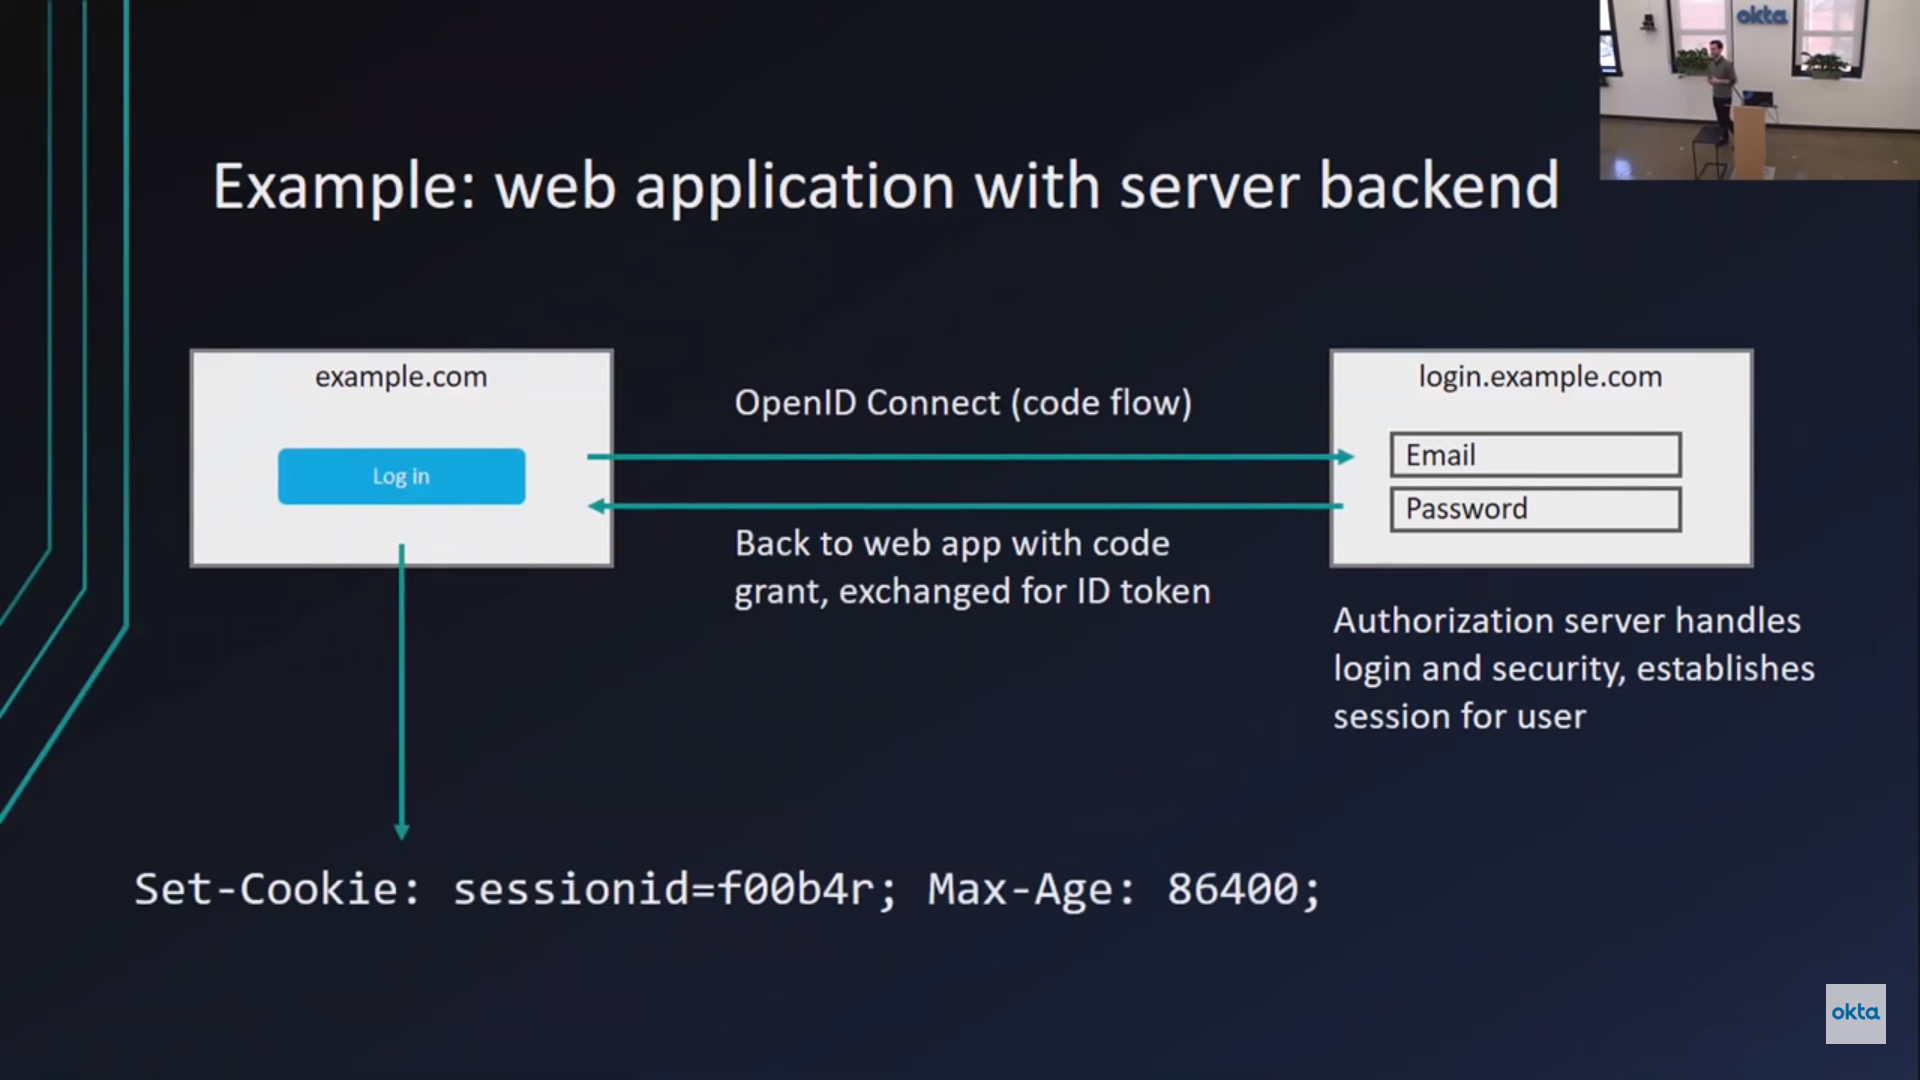 okta
Example: web application with server backend
example.com
Log in
OpenID Connect (code flow)
Back to web app with code
grant, exchanged for ID token
login.example.com
Email
Password
Authorization server handles
login and security, establishes
session for user
Set-Cookie: sessionid=f00b4r; Max-Age: 86400;
okta